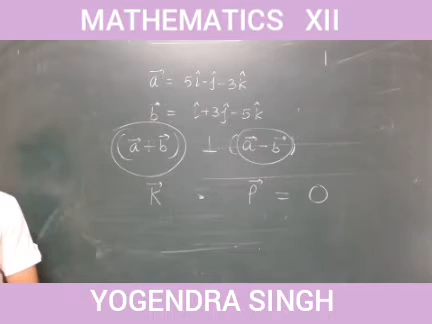 MATHEMATICS XII
a⃗ = 5î-ĵ-3k̂
b⃗ = î+3ĵ-5k̂
(a⃗+b⃗) ⊥ (a⃗-b⃗)
R⃗ . P⃗ = 0
YOGENDRA SINGH